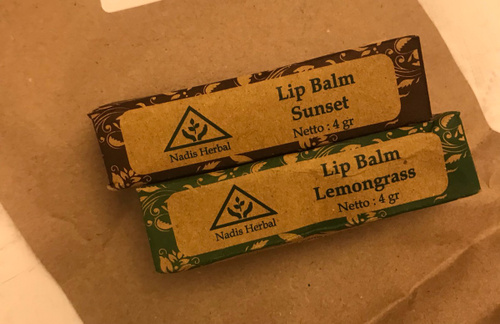 Lip Balm
Sunset
Netto : 4 gr
Nadis Herbal
Lip Balm
Lemongrass
Netto : 4 gr
Nadis Herbal